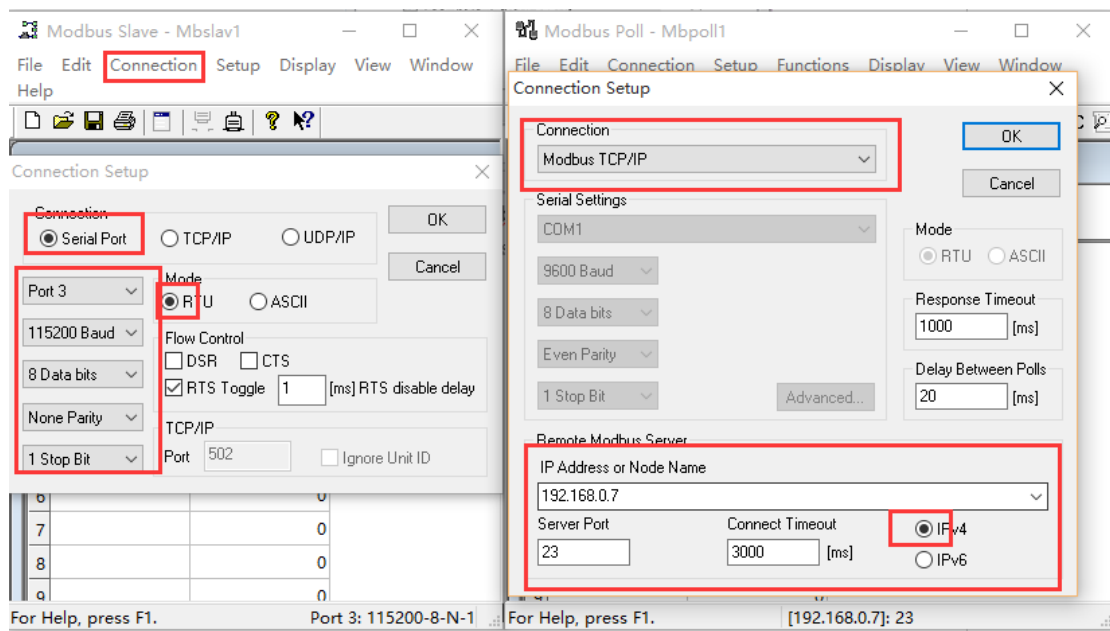 Modbus Slave - Mbslav1
File Edit Connection Setup Display View Window
Help
Connection Setup
Connection
Serial Port
TCP/IP
UDP/IP
OK
Cancel
Port 3
115200 Baud
8 Data bits
None Parity
1 Stop Bit
Mode
RTU
ASCII
Flow Control
DSR
CTS
RTS Toggle
1
[ms] RTS disable delay
TCP/IP
Port
502
Ignore Unit ID
6 0
7 0
8 0
9 0
For Help, press F1.
Port 3: 115200-8-N-1
Modbus Poll - Mbpoll1
File Edit Connection Setup Functions Display View Window
Connection Setup
Connection
Modbus TCP/IP
OK
Cancel
Serial Settings
COM1
9600 Baud
8 Data bits
Even Parity
1 Stop Bit
Advanced...
Mode
RTU
ASCII
Response Timeout
1000
[ms]
Delay Between Polls
20
[ms]
Remote Modbus Server
IP Address or Node Name
192.168.0.7
Server Port
23
Connect Timeout
3000
[ms]
IPv4
IPv6
For Help, press F1.
[192.168.0.7]: 23